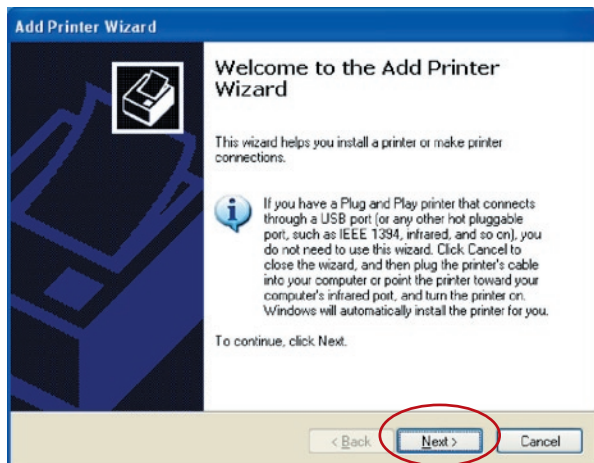 Add Printer Wizard
Welcome to the Add Printer
Wizard
This wizard helps you install a printer or make printer
connections.
If you have a Plug and Play printer that connects
through a USB port (or any other hot pluggable
port, such as IEEE 1394, infrared, and so on), you
do not need to use this wizard. Click Cancel to
close the wizard, and then plug the printer's cable
into your computer or point the printer toward your
computer's infrared port, and turn the printer on.
Windows will automatically install the printer for you.
To continue, click Next.
< Back Next > Cancel